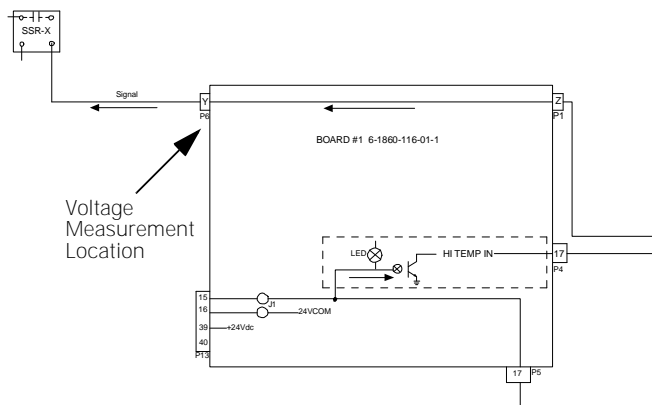 SSR-X
Signal
Y
Z
P6
P1
BOARD #1 6-1860-116-01-1
Voltage
Measurement
Location
LED
HI TEMP IN
17
P4
15
J1
16
24VCOM
39
+24Vdc
40
P13
17
P5